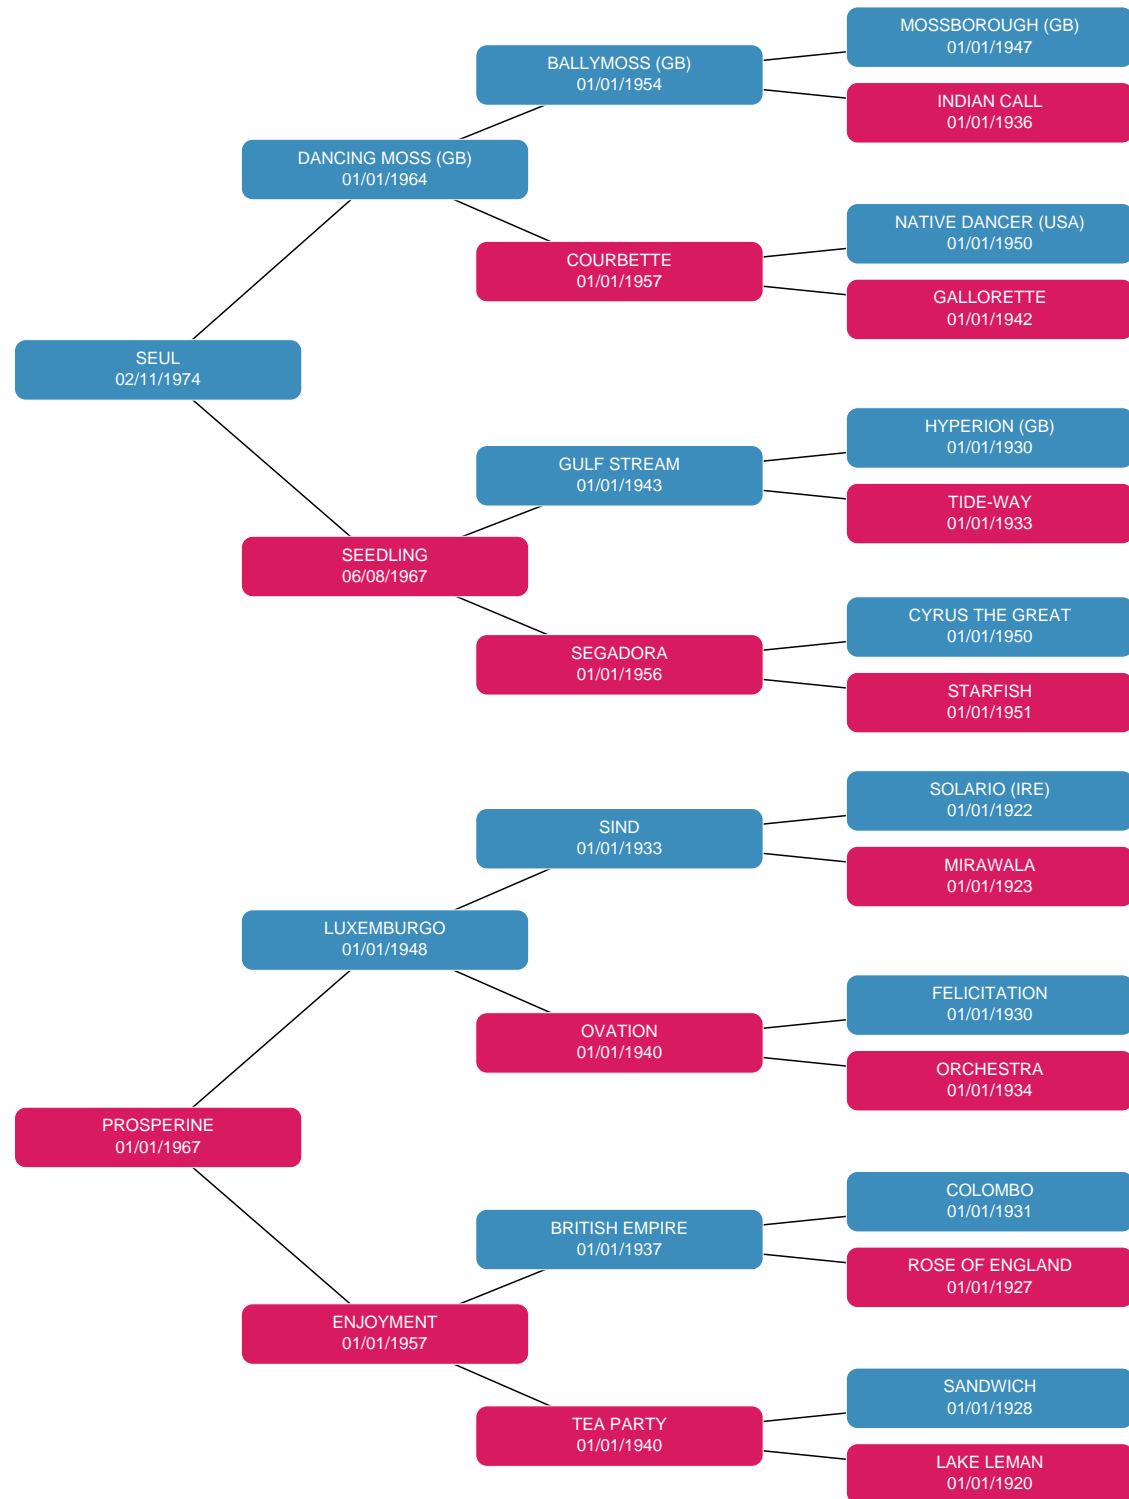 MOSSBOROUGH (GB)
01/01/1947
BALLYMOSS (GB)
01/01/1954
INDIAN CALL
01/01/1936
DANCING MOSS (GB)
01/01/1964
NATIVE DANCER (USA)
01/01/1950
COURBETTE
01/01/1957
GALLORETTE
01/01/1942
SEUL
02/11/1974
HYPERION (GB)
01/01/1930
GULF STREAM
01/01/1943
TIDE-WAY
01/01/1933
SEEDLING
06/08/1967
CYRUS THE GREAT
01/01/1950
SEGADORA
01/01/1956
STARFISH
01/01/1951
SOLARIO (IRE)
01/01/1922
SIND
01/01/1933
MIRAWALA
01/01/1923
LUXEMBURGO
01/01/1948
FELICITATION
01/01/1930
OVATION
01/01/1940
ORCHESTRA
01/01/1934
PROSPERINE
01/01/1967
COLOMBO
01/01/1931
BRITISH EMPIRE
01/01/1937
ROSE OF ENGLAND
01/01/1927
ENJOYMENT
01/01/1957
SANDWICH
01/01/1928
TEA PARTY
01/01/1940
LAKE LEMAN
01/01/1920